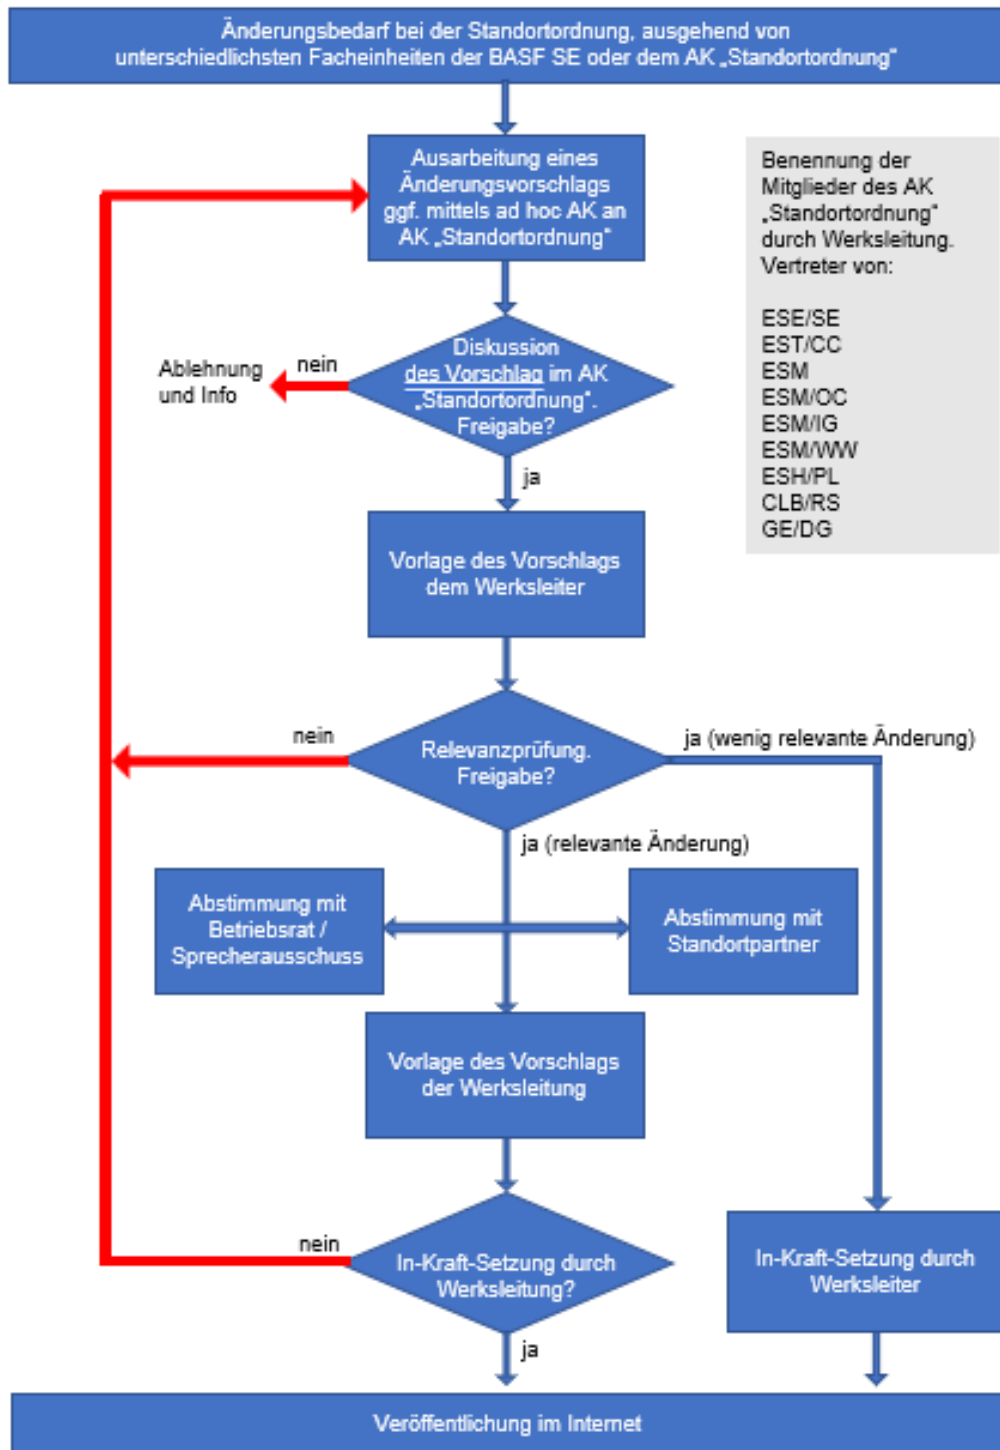 Änderungsbedarf bei der Standortordnung, ausgehend von
unterschiedlichsten Facheinheiten der BASF SE oder dem AK „Standortordnung“
Ausarbeitung eines
Änderungsvorschlags
ggf. mittels ad hoc AK an
AK „Standortordnung“
Benennung der
Mitglieder des AK
„Standortordnung“
durch Werksleitung.
Vertreter von:
ESE/SE
EST/CC
ESM
ESM/OC
ESM/IG
ESM/WW
ESH/PL
CLB/RS
GE/DG
Diskussion
des Vorschlag im AK
„Standortordnung“.
Freigabe?
nein
Ablehnung
und Info
ja
Vorlage des Vorschlags
dem Werksleiter
Relevanzprüfung.
Freigabe?
nein
ja (wenig relevante Änderung)
ja (relevante Änderung)
Abstimmung mit
Betriebsrat /
Sprecherausschuss
Abstimmung mit
Standortpartner
Vorlage des Vorschlags
der Werksleitung
In-Kraft-Setzung durch
Werksleitung?
nein
ja
In-Kraft-Setzung durch
Werksleiter
Veröffentlichung im Internet